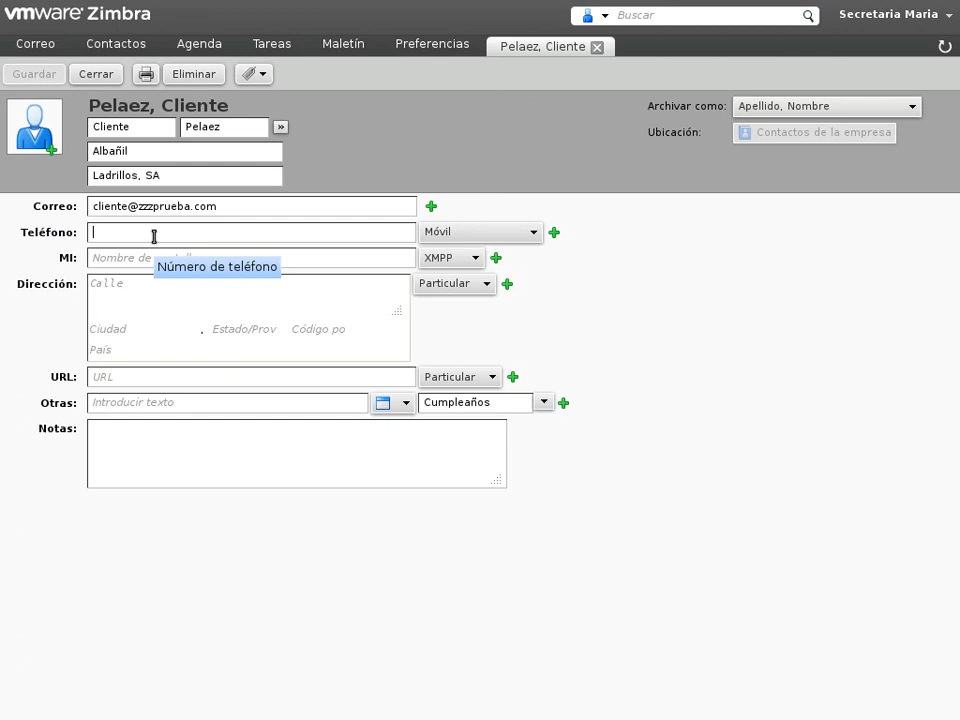 vmware Zimbra
Buscar
Secretaria Maria
Correo Contactos Agenda Tareas Maletín Preferencias Pelaez, Cliente
Guardar Cerrar Eliminar
Pelaez, Cliente
Archivar como: Apellido, Nombre
Cliente Pelaez »
Ubicación: Contactos de la empresa
Albañil
Ladrillos, SA
Correo: cliente@zzzprueba.com
Teléfono: Móvil
MI: Nombre de XMPP
Número de teléfono
Dirección: Calle Particular
Ciudad , Estado/Prov Código po
País
URL: URL Particular
Otras: Introducir texto Cumpleaños
Notas: